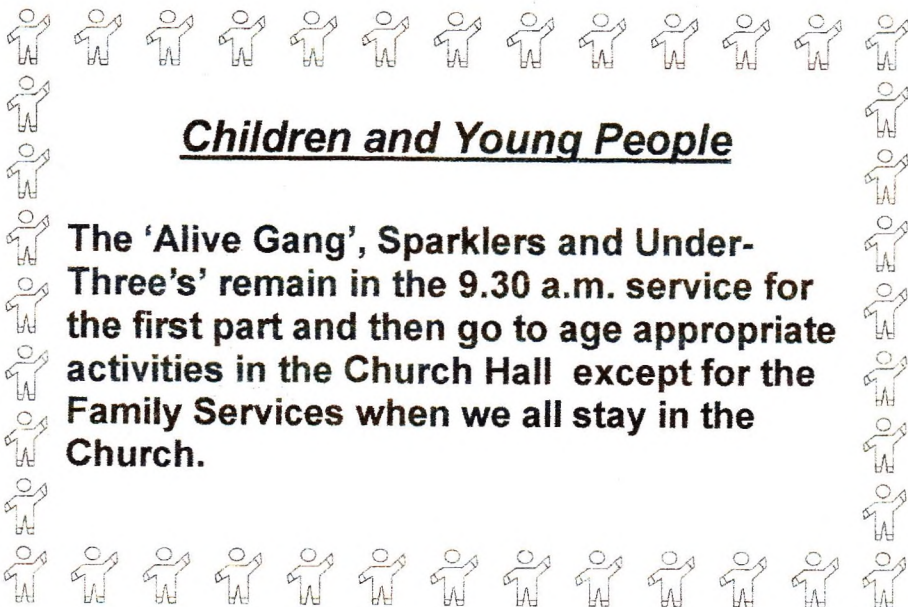 Children and Young People
The ‘Alive Gang’, Sparklers and Under-
Three's’ remain in the 9.30 a.m. service for
the first part and then go to age appropriate
activities in the Church Hall except for the
Family Services when we all stay in the
Church.